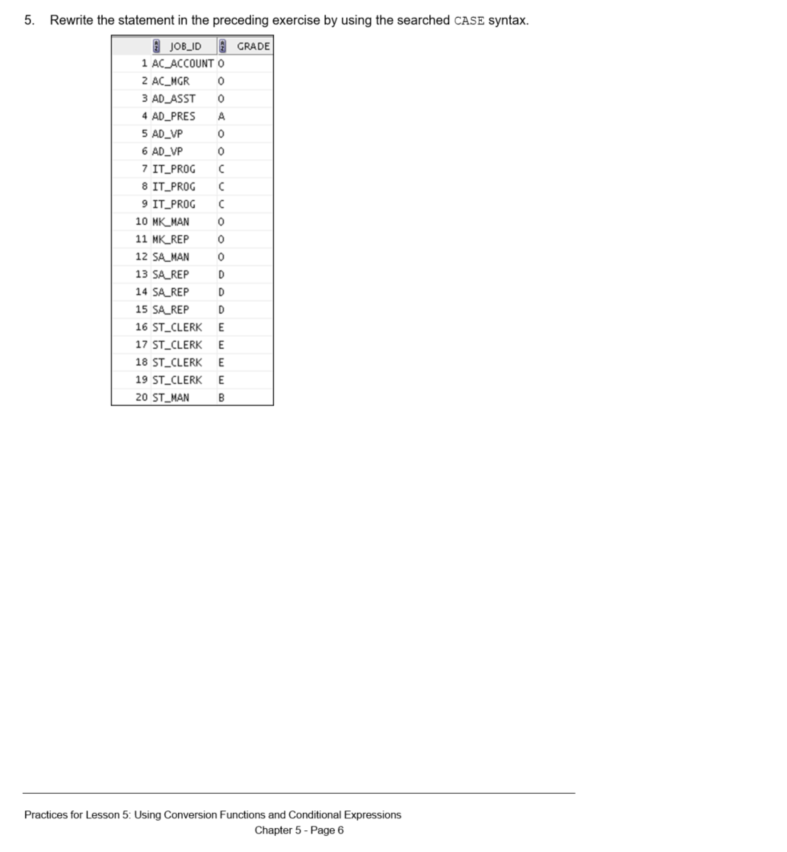 5. Rewrite the statement in the preceding exercise by using the searched CASE syntax.
JOB_ID GRADE
1 AC_ACCOUNT O
2 AC_MGR O
3 AD_ASST O
4 AD_PRES A
5 AD_VP O
6 AD_VP O
7 IT_PROG C
8 IT_PROG C
9 IT_PROG C
10 MK_MAN O
11 MK_REP O
12 SA_MAN O
13 SA_REP D
14 SA_REP D
15 SA_REP D
16 ST_CLERK E
17 ST_CLERK E
18 ST_CLERK E
19 ST_CLERK E
20 ST_MAN B
Practices for Lesson 5: Using Conversion Functions and Conditional Expressions
Chapter 5 - Page 6